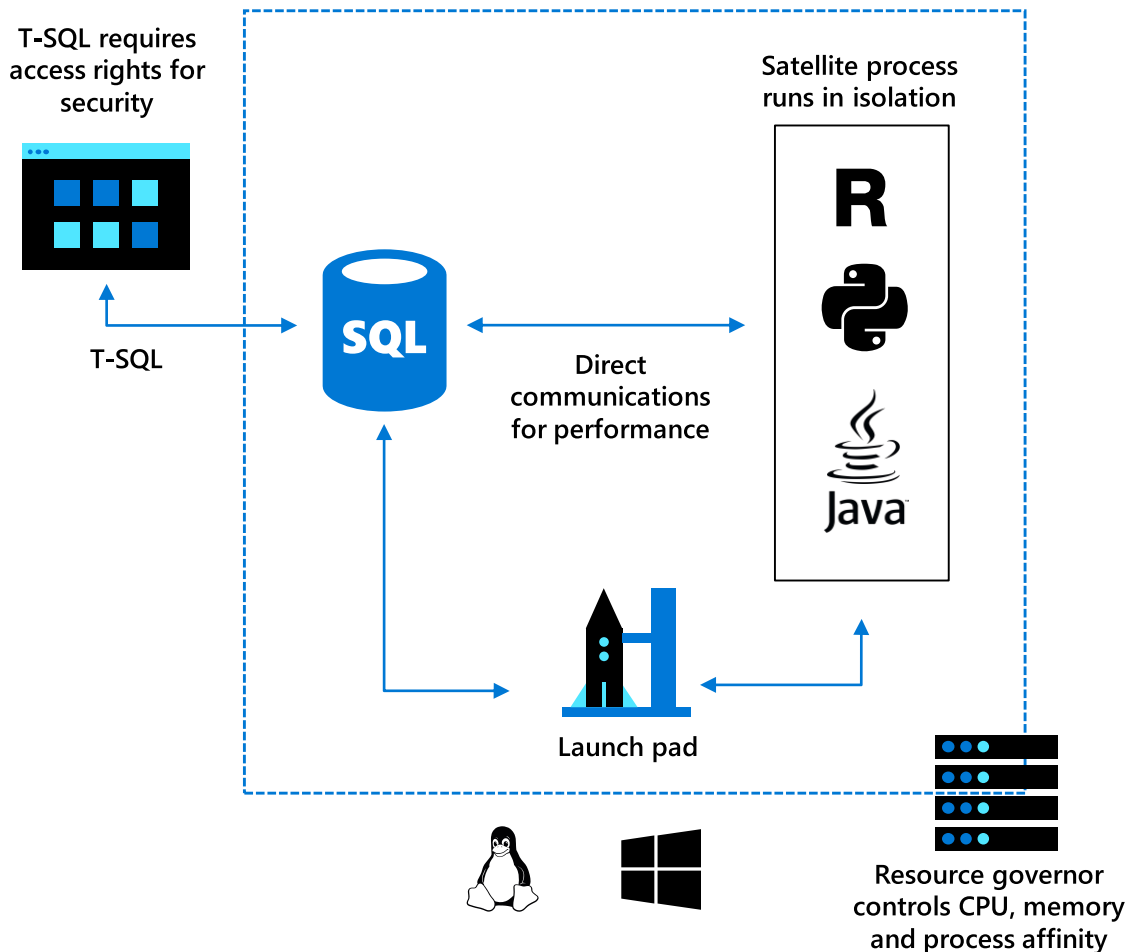 T-SQL requires
access rights for
security
Satellite process
runs in isolation
R
SQL
T-SQL
Direct
communications
for performance
Java™
Launch pad
Resource governor
controls CPU, memory
and process affinity